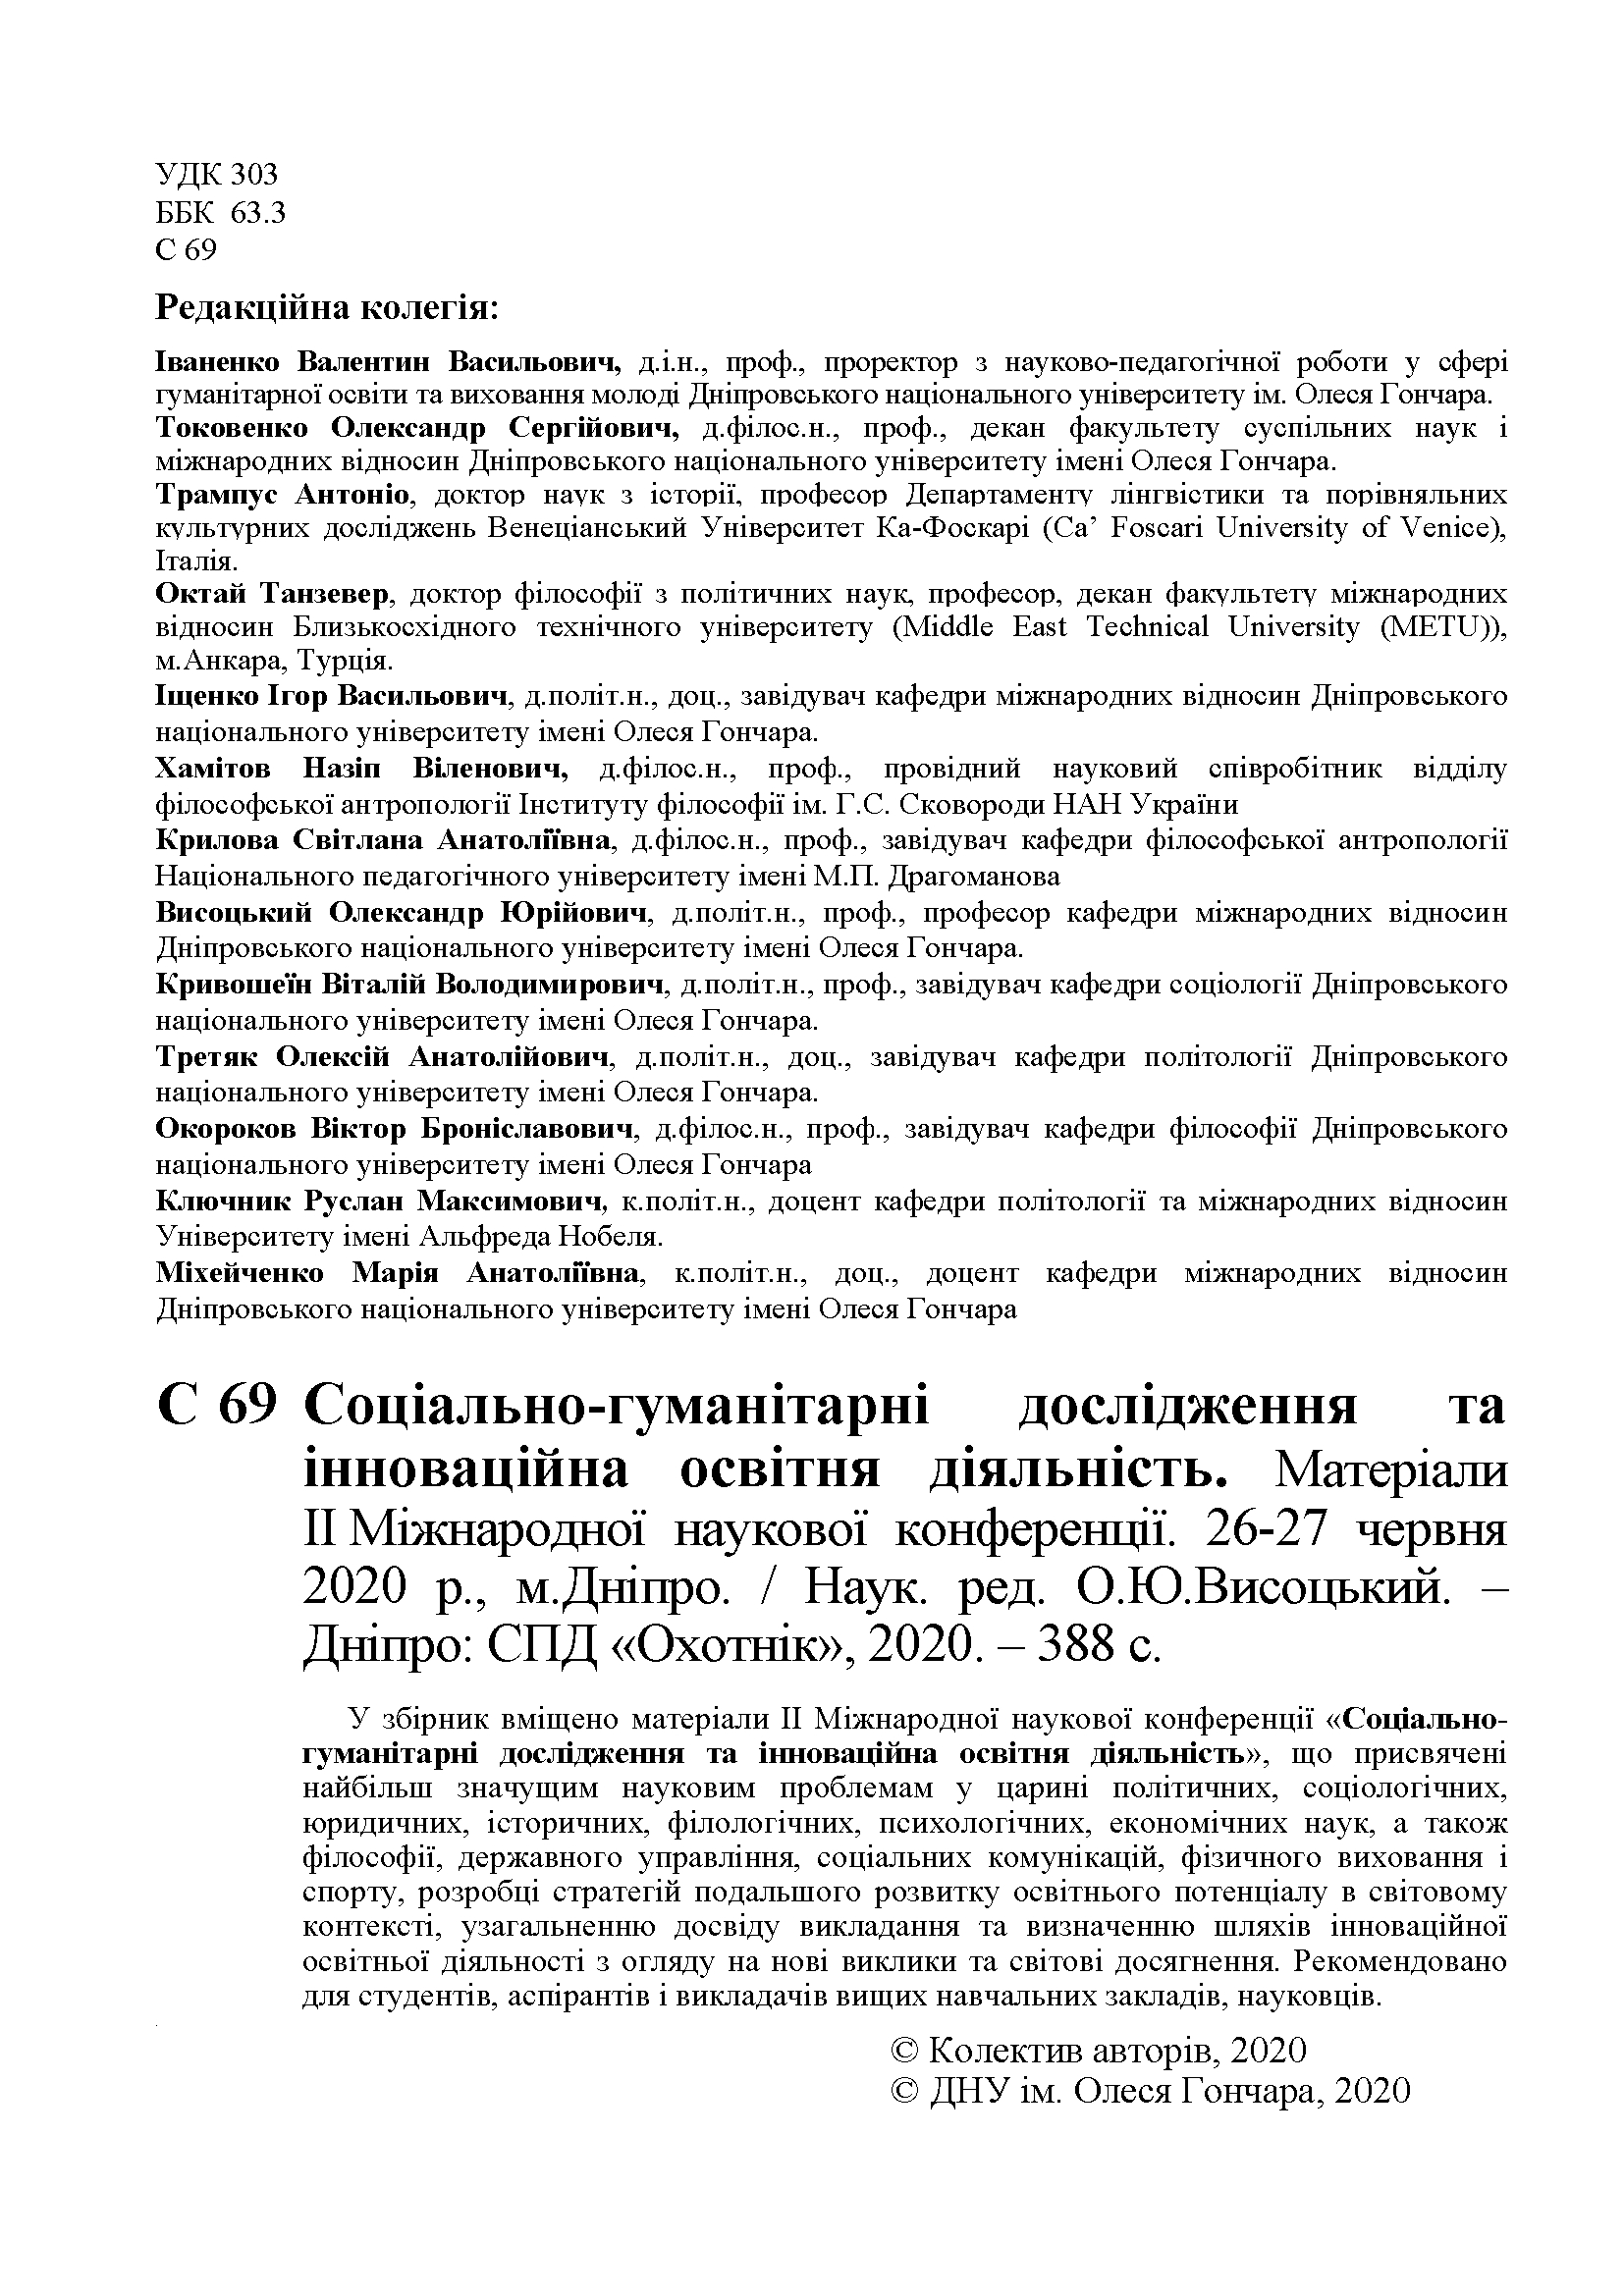 УДК 303
ББК 63.3
С 69
Редакційна колегія:
Іваненко Валентин Васильович, д.і.н., проф., проректор з науково-педагогічної роботи у сфері
гуманітарної освіти та виховання молоді Дніпровського національного університету ім. Олеся Гончара.
Токовенко Олександр Сергійович, д.філос.н., проф., декан факультету суспільних наук і
міжнародних відносин Дніпровського національного університету імені Олеся Гончара.
Трампус Антоніо, доктор наук з історії, професор Департаменту лінгвістики та порівняльних
культурних досліджень Венеціанський Університет Ка-Фоскарі (Ca’ Foscari University of Venice),
Італія.
Октай Танзевер, доктор філософії з політичних наук, професор, декан факультету міжнародних
відносин Близькосхідного технічного університету (Middle East Technical University (METU)),
м.Анкара, Турція.
Іщенко Ігор Васильович, д.політ.н., доц., завідувач кафедри міжнародних відносин Дніпровського
національного університету імені Олеся Гончара.
Хамітов Назіп Віленович, д.філос.н., проф., провідний науковий співробітник відділу
філософської антропології Інституту філософії ім. Г.С. Сковороди НАН України
Крилова Світлана Анатоліївна, д.філос.н., проф., завідувач кафедри філософської антропології
Національного педагогічного університету імені М.П. Драгоманова
Висоцький Олександр Юрійович, д.політ.н., проф., професор кафедри міжнародних відносин
Дніпровського національного університету імені Олеся Гончара.
Кривошеїн Віталій Володимирович, д.політ.н., проф., завідувач кафедри соціології Дніпровського
національного університету імені Олеся Гончара.
Третяк Олексій Анатолійович, д.політ.н., доц., завідувач кафедри політології Дніпровського
національного університету імені Олеся Гончара.
Окороков Віктор Броніславович, д.філос.н., проф., завідувач кафедри філософії Дніпровського
національного університету імені Олеся Гончара
Ключник Руслан Максимович, к.політ.н., доцент кафедри політології та міжнародних відносин
Університету імені Альфреда Нобеля.
Міхейченко Марія Анатоліївна, к.політ.н., доц., доцент кафедри міжнародних відносин
Дніпровського національного університету імені Олеся Гончара
С 69 Соціально-гуманітарні дослідження та
інноваційна освітня діяльність. Матеріали
ІІ Міжнародної наукової конференції. 26-27 червня
2020 р., м.Дніпро. / Наук. ред. О.Ю.Висоцький. –
Дніпро: СПД «Охотнік», 2020. – 388 с.
У збірник вміщено матеріали ІІ Міжнародної наукової конференції «Соціально-
гуманітарні дослідження та інноваційна освітня діяльність», що присвячені
найбільш значущим науковим проблемам у царині політичних, соціологічних,
юридичних, історичних, філологічних, психологічних, економічних наук, а також
філософії, державного управління, соціальних комунікацій, фізичного виховання і
спорту, розробці стратегій подальшого розвитку освітнього потенціалу в світовому
контексті, узагальненню досвіду викладання та визначенню шляхів інноваційної
освітньої діяльності з огляду на нові виклики та світові досягнення. Рекомендовано
для студентів, аспірантів і викладачів вищих навчальних закладів, науковців.
© Колектив авторів, 2020
© ДНУ ім. Олеся Гончара, 2020